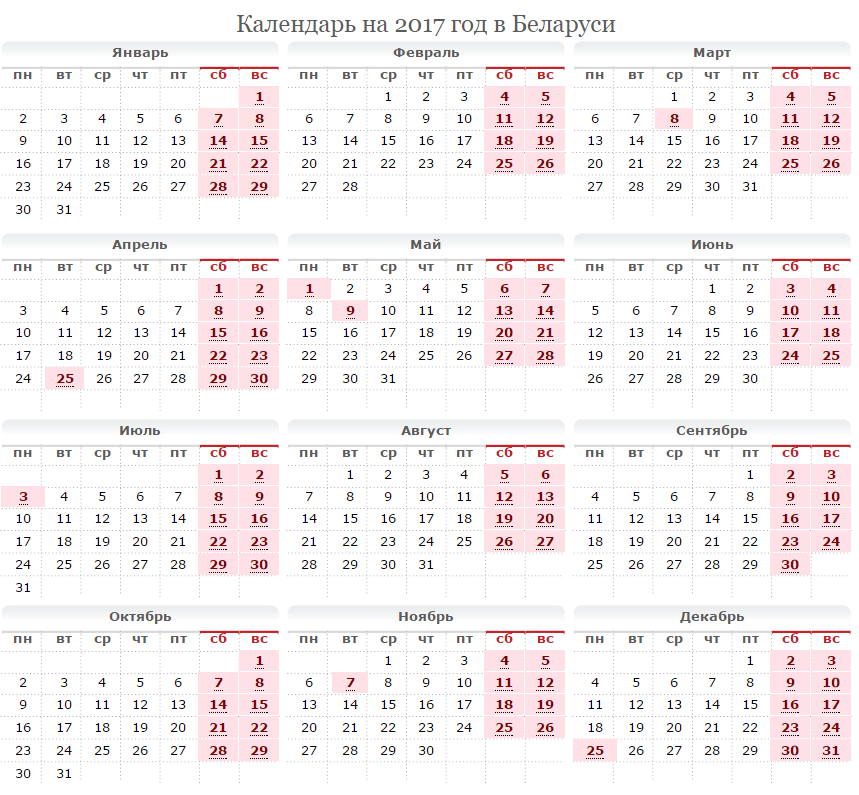 Календарь на 2017 год в Беларуси
Январь
пн вт ср чт пт сб вс
1
2 3 4 5 6 7 8
9 10 11 12 13 14 15
16 17 18 19 20 21 22
23 24 25 26 27 28 29
30 31
Февраль
пн вт ср чт пт сб вс
1 2 3 4 5
6 7 8 9 10 11 12
13 14 15 16 17 18 19
20 21 22 23 24 25 26
27 28
Март
пн вт ср чт пт сб вс
1 2 3 4 5
6 7 8 9 10 11 12
13 14 15 16 17 18 19
20 21 22 23 24 25 26
27 28 29 30 31
Апрель
пн вт ср чт пт сб вс
1 2
3 4 5 6 7 8 9
10 11 12 13 14 15 16
17 18 19 20 21 22 23
24 25 26 27 28 29 30
Май
пн вт ср чт пт сб вс
1 2 3 4 5 6 7
8 9 10 11 12 13 14
15 16 17 18 19 20 21
22 23 24 25 26 27 28
29 30 31
Июнь
пн вт ср чт пт сб вс
1 2 3 4
5 6 7 8 9 10 11
12 13 14 15 16 17 18
19 20 21 22 23 24 25
26 27 28 29 30
Июль
пн вт ср чт пт сб вс
1 2
3 4 5 6 7 8 9
10 11 12 13 14 15 16
17 18 19 20 21 22 23
24 25 26 27 28 29 30
31
Август
пн вт ср чт пт сб вс
1 2 3 4 5 6
7 8 9 10 11 12 13
14 15 16 17 18 19 20
21 22 23 24 25 26 27
28 29 30 31
Сентябрь
пн вт ср чт пт сб вс
1 2 3
4 5 6 7 8 9 10
11 12 13 14 15 16 17
18 19 20 21 22 23 24
25 26 27 28 29 30
Октябрь
пн вт ср чт пт сб вс
1
2 3 4 5 6 7 8
9 10 11 12 13 14 15
16 17 18 19 20 21 22
23 24 25 26 27 28 29
30 31
Ноябрь
пн вт ср чт пт сб вс
1 2 3 4 5
6 7 8 9 10 11 12
13 14 15 16 17 18 19
20 21 22 23 24 25 26
27 28 29 30
Декабрь
пн вт ср чт пт сб вс
1 2 3
4 5 6 7 8 9 10
11 12 13 14 15 16 17
18 19 20 21 22 23 24
25 26 27 28 29 30 31